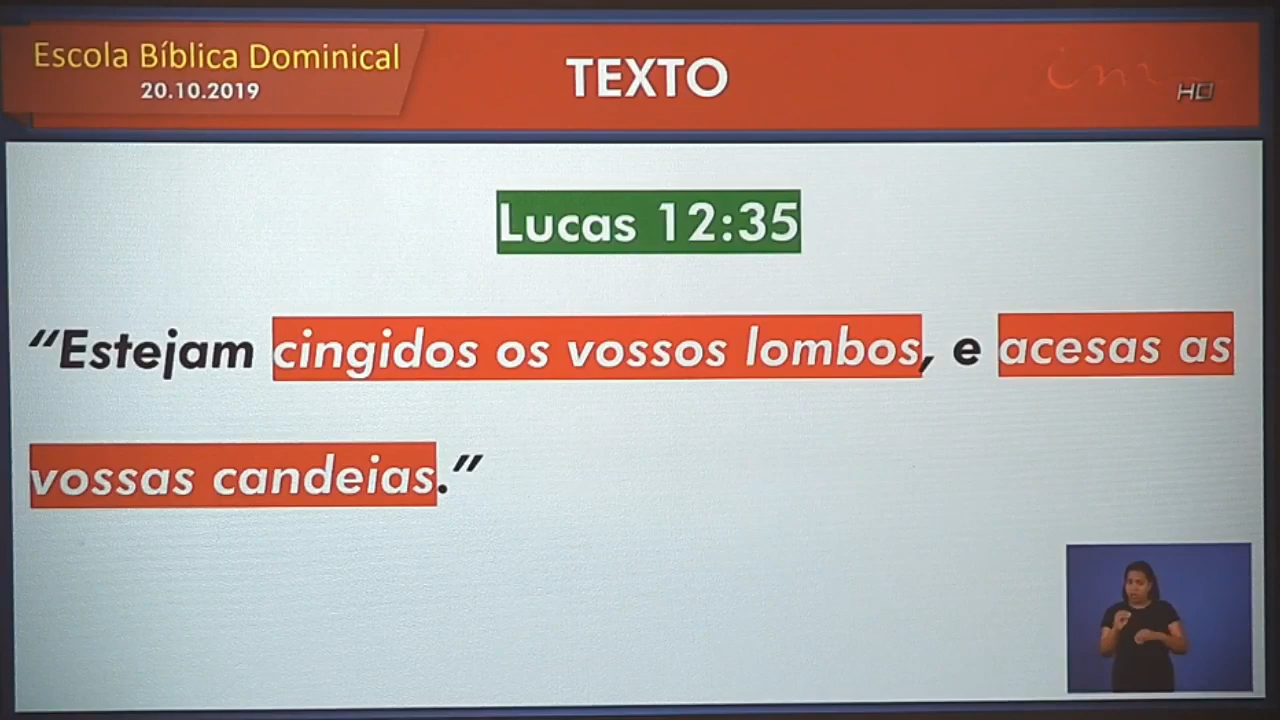 Escola Bíblica Dominical
20.10.2019
TEXTO
HD
Lucas 12:35
“Estejam cingidos os vossos lombos, e acesas as
vossas candeias.”